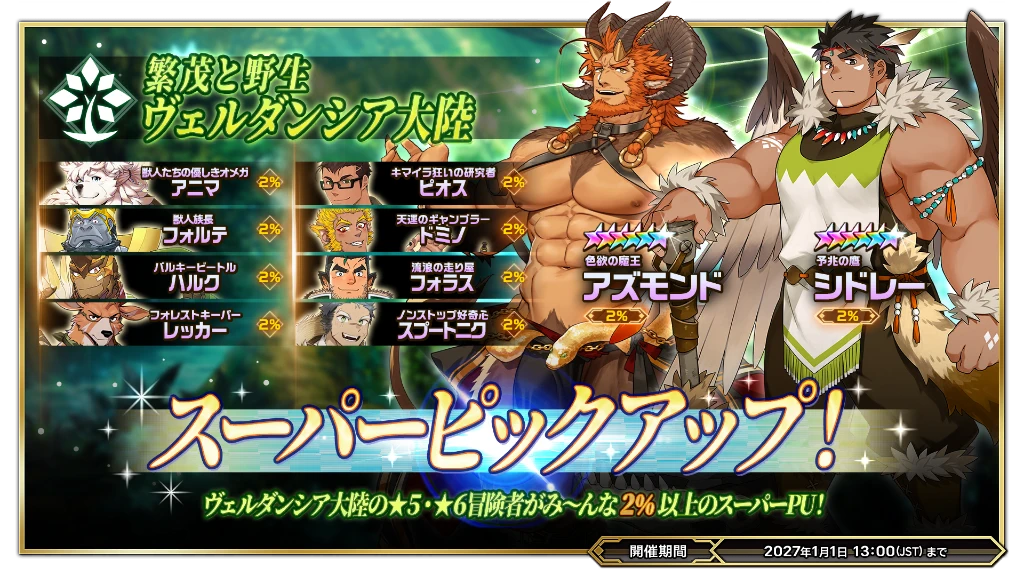 繁茂と野生
ヴェルダンシア大陸
獣人たちの優しきオメガ
アニマ
2%
キマイラ狂いの研究者
ピオス
2%
獣人族長
フォルテ
2%
天運のギャンブラー
ドミノ
2%
バルキービートル
ハルク
2%
流浪の走り屋
フォラス
2%
フォレストキーパー
レッカー
2%
ノンストップ好奇心
スプートニク
2%
色欲の魔王
アズモンド
2%
予兆の鷹
シドレー
2%
スーパーピックアップ!
ヴェルダンシア大陸の★5・★6冒険者がみ~んな2%以上のスーパーPU!
開催期間
2027年1月1日 13:00(JST) まで